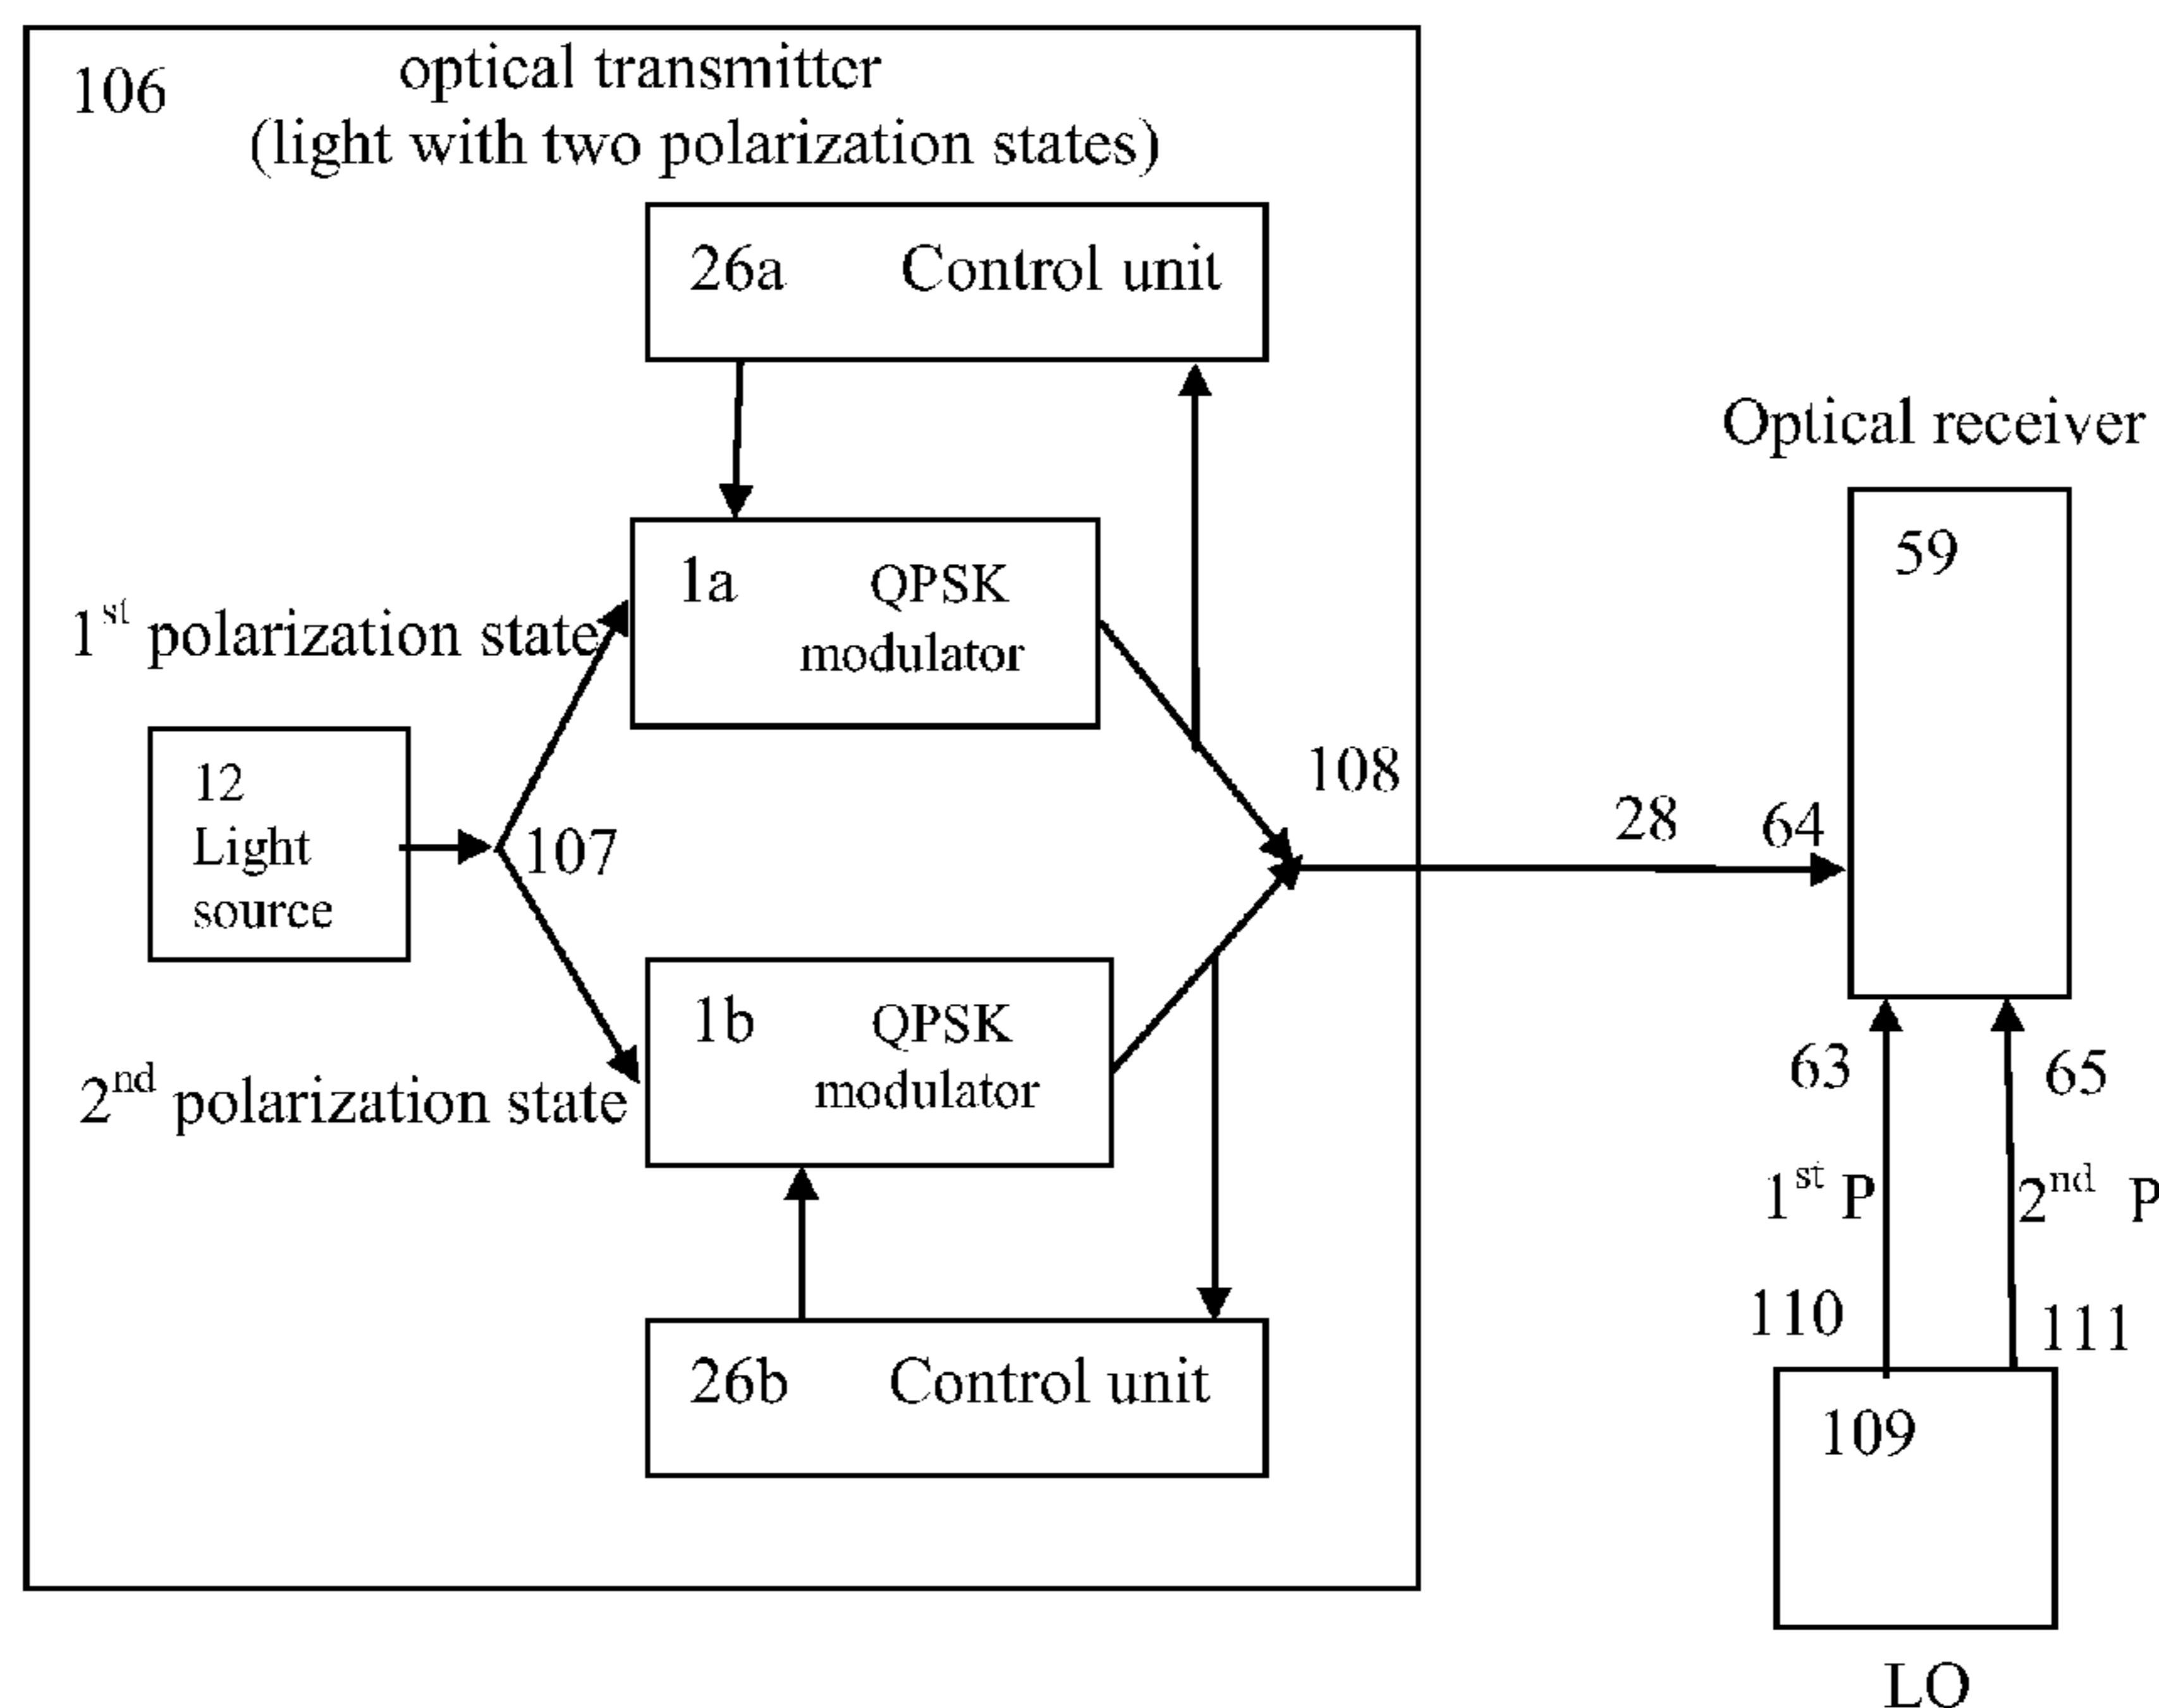 106
optical transmitter
(light with two polarization states)
26a Control unit
Optical receiver
59
1a QPSK
modulator
1st polarization state
12
Light
source
107
108
28
64
1b QPSK
modulator
2nd polarization state
63
65
1st P
2nd P
110
111
26b Control unit
109
LO